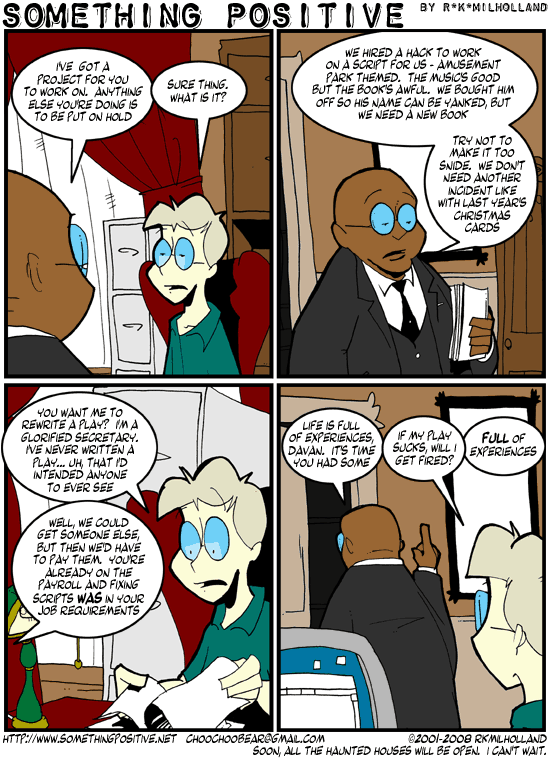 SOMETHING POSITIVE BY R*K*MILHOLLAND
I'VE GOT A
PROJECT FOR YOU
TO WORK ON. ANYTHING
ELSE YOU'RE DOING IS
TO BE PUT ON HOLD
SURE THING.
WHAT IS IT?
WE HIRED A HACK TO WORK
ON A SCRIPT FOR US - AMUSEMENT
PARK THEMED. THE MUSIC'S GOOD
BUT THE BOOK'S AWFUL. WE BOUGHT HIM
OFF SO HIS NAME CAN BE YANKED, BUT
WE NEED A NEW BOOK
TRY NOT TO
MAKE IT TOO
SNIDE. WE DON'T
NEED ANOTHER
INCIDENT LIKE
WITH LAST YEAR'S
CHRISTMAS
CARDS
YOU WANT ME TO
REWRITE A PLAY? I'M A
GLORIFIED SECRETARY.
I'VE NEVER WRITTEN A
PLAY... UH, THAT I'D
INTENDED ANYONE
TO EVER SEE
WELL, WE COULD
GET SOMEONE ELSE,
BUT THEN WE'D HAVE
TO PAY THEM. YOU'RE
ALREADY ON THE
PAYROLL AND FIXING
SCRIPTS WAS IN YOUR
JOB REQUIREMENTS
LIFE IS FULL
OF EXPERIENCES,
DAVAN. IT'S TIME
YOU HAD SOME
IF MY PLAY
SUCKS, WILL I
GET FIRED?
FULL OF
EXPERIENCES
HTTP://WWW.SOMETHINGPOSITIVE.NET CHOOCHOOBEAR@GMAIL.COM ©2001-2008 RKMILHOLLAND
SOON, ALL THE HAUNTED HOUSES WILL BE OPEN. I CAN'T WAIT.